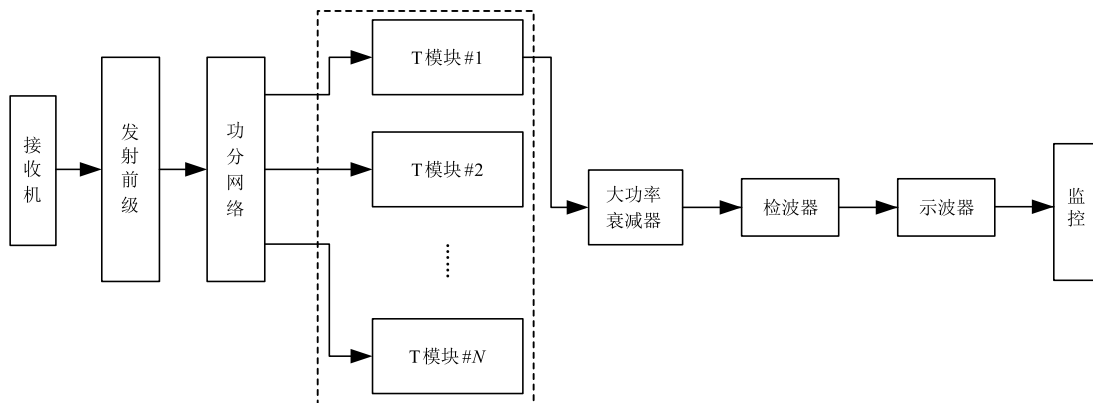 接收机
发射前级
功分网络
T模块#1
T模块#2
T模块#N
大功率
衰减器
检波器
示波器
监控